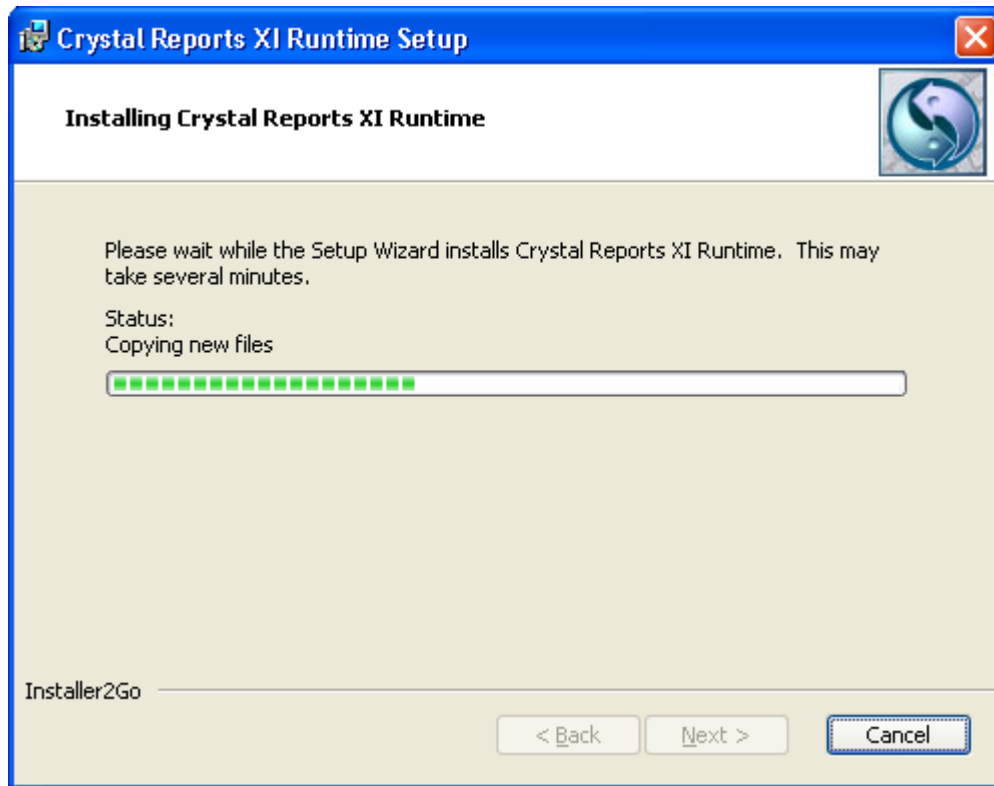 Crystal Reports XI Runtime Setup
Installing Crystal Reports XI Runtime
Please wait while the Setup Wizard installs Crystal Reports XI Runtime. This may
take several minutes.
Status:
Copying new files
Installer2Go
< Back
Next >
Cancel